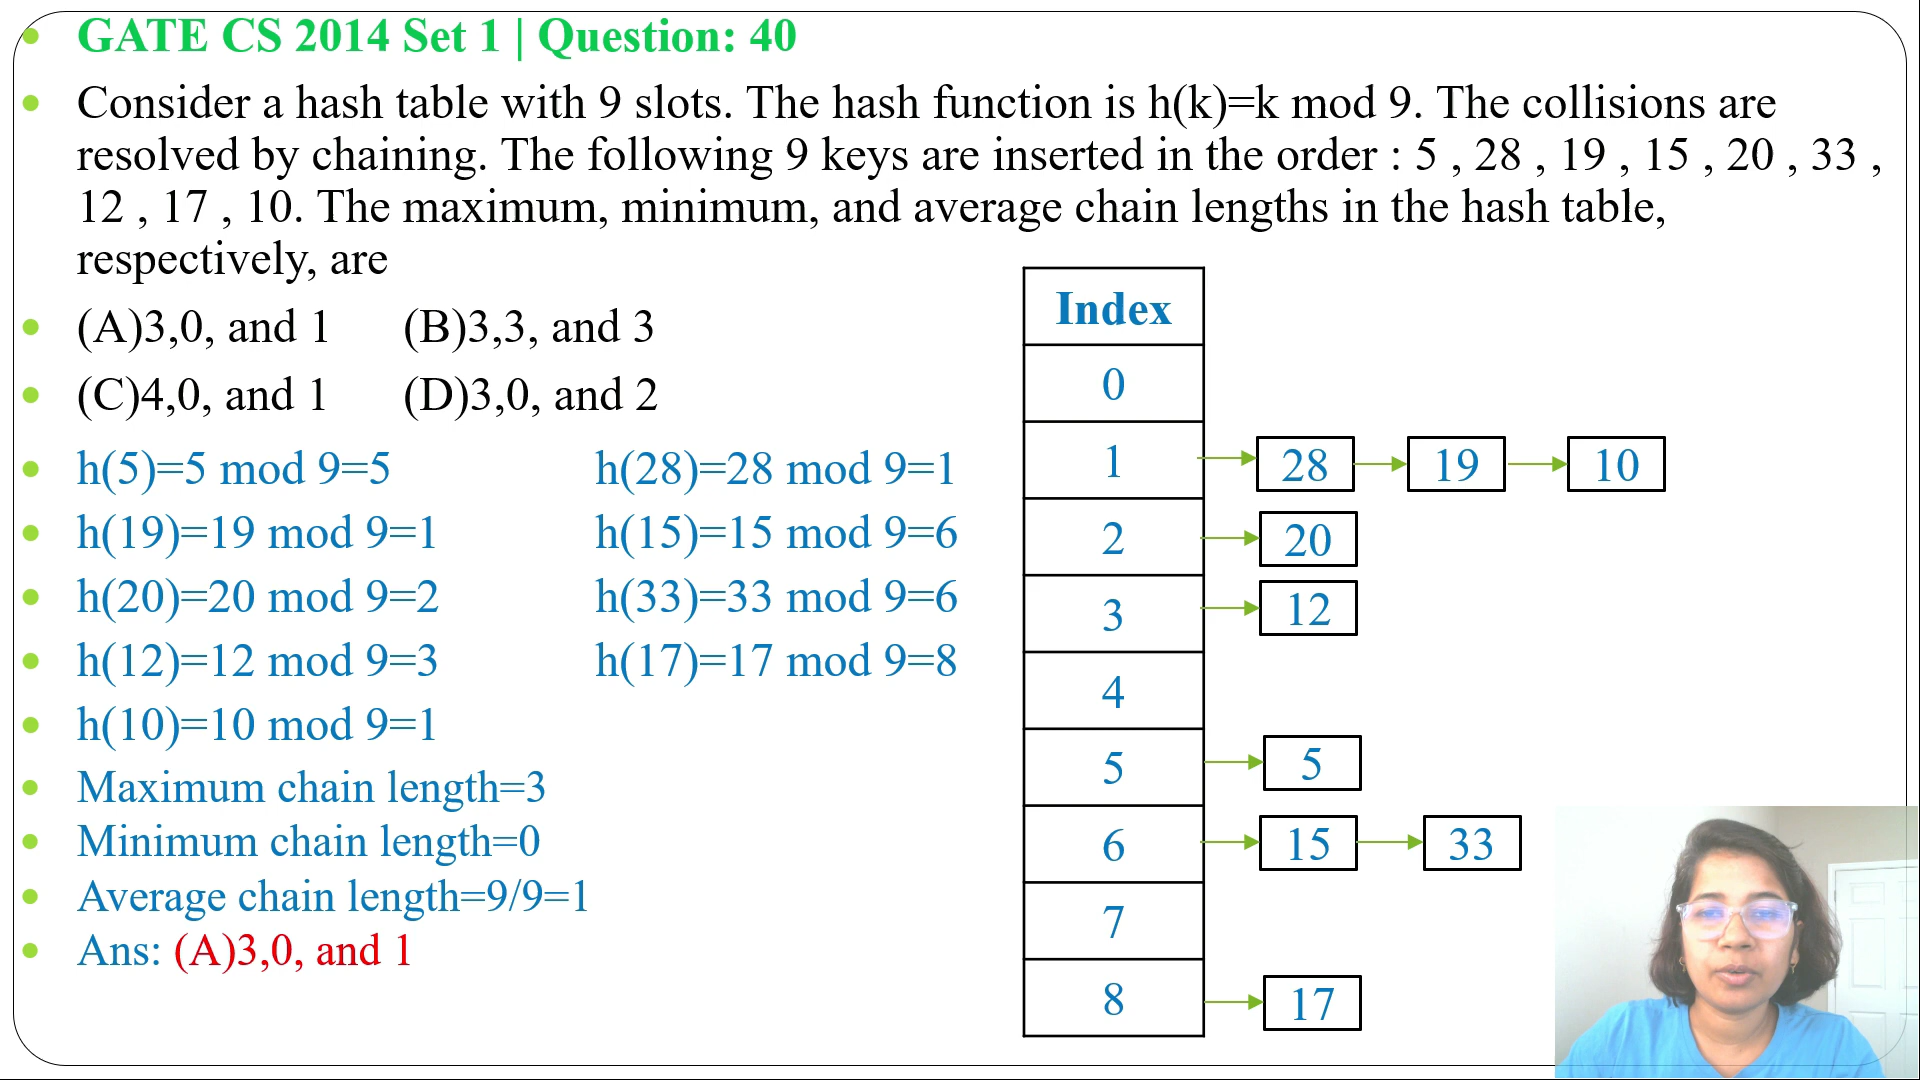 GATE CS 2014 Set 1 | Question: 40
Consider a hash table with 9 slots. The hash function is h(k)=k mod 9. The collisions are
resolved by chaining. The following 9 keys are inserted in the order : 5 , 28 , 19 , 15 , 20 , 33 ,
12 , 17 , 10. The maximum, minimum, and average chain lengths in the hash table,
respectively, are
(A)3,0, and 1 (B)3,3, and 3
(C)4,0, and 1 (D)3,0, and 2
h(5)=5 mod 9=5 h(28)=28 mod 9=1
h(19)=19 mod 9=1 h(15)=15 mod 9=6
h(20)=20 mod 9=2 h(33)=33 mod 9=6
h(12)=12 mod 9=3 h(17)=17 mod 9=8
h(10)=10 mod 9=1
Maximum chain length=3
Minimum chain length=0
Average chain length=9/9=1
Ans: (A)3,0, and 1
Index
0
1 28 19 10
2 20
3 12
4
5 5
6 15 33
7
8 17